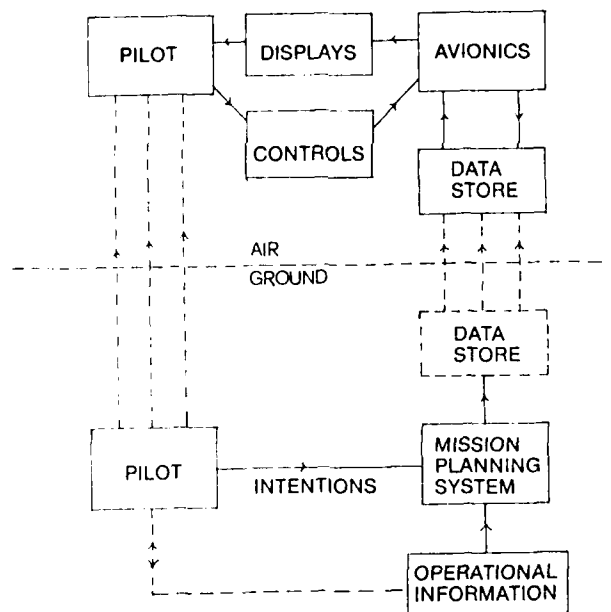 PILOT
DISPLAYS
AVIONICS
CONTROLS
DATA
STORE
AIR
GROUND
DATA
STORE
PILOT
INTENTIONS
MISSION
PLANNING
SYSTEM
OPERATIONAL
INFORMATION